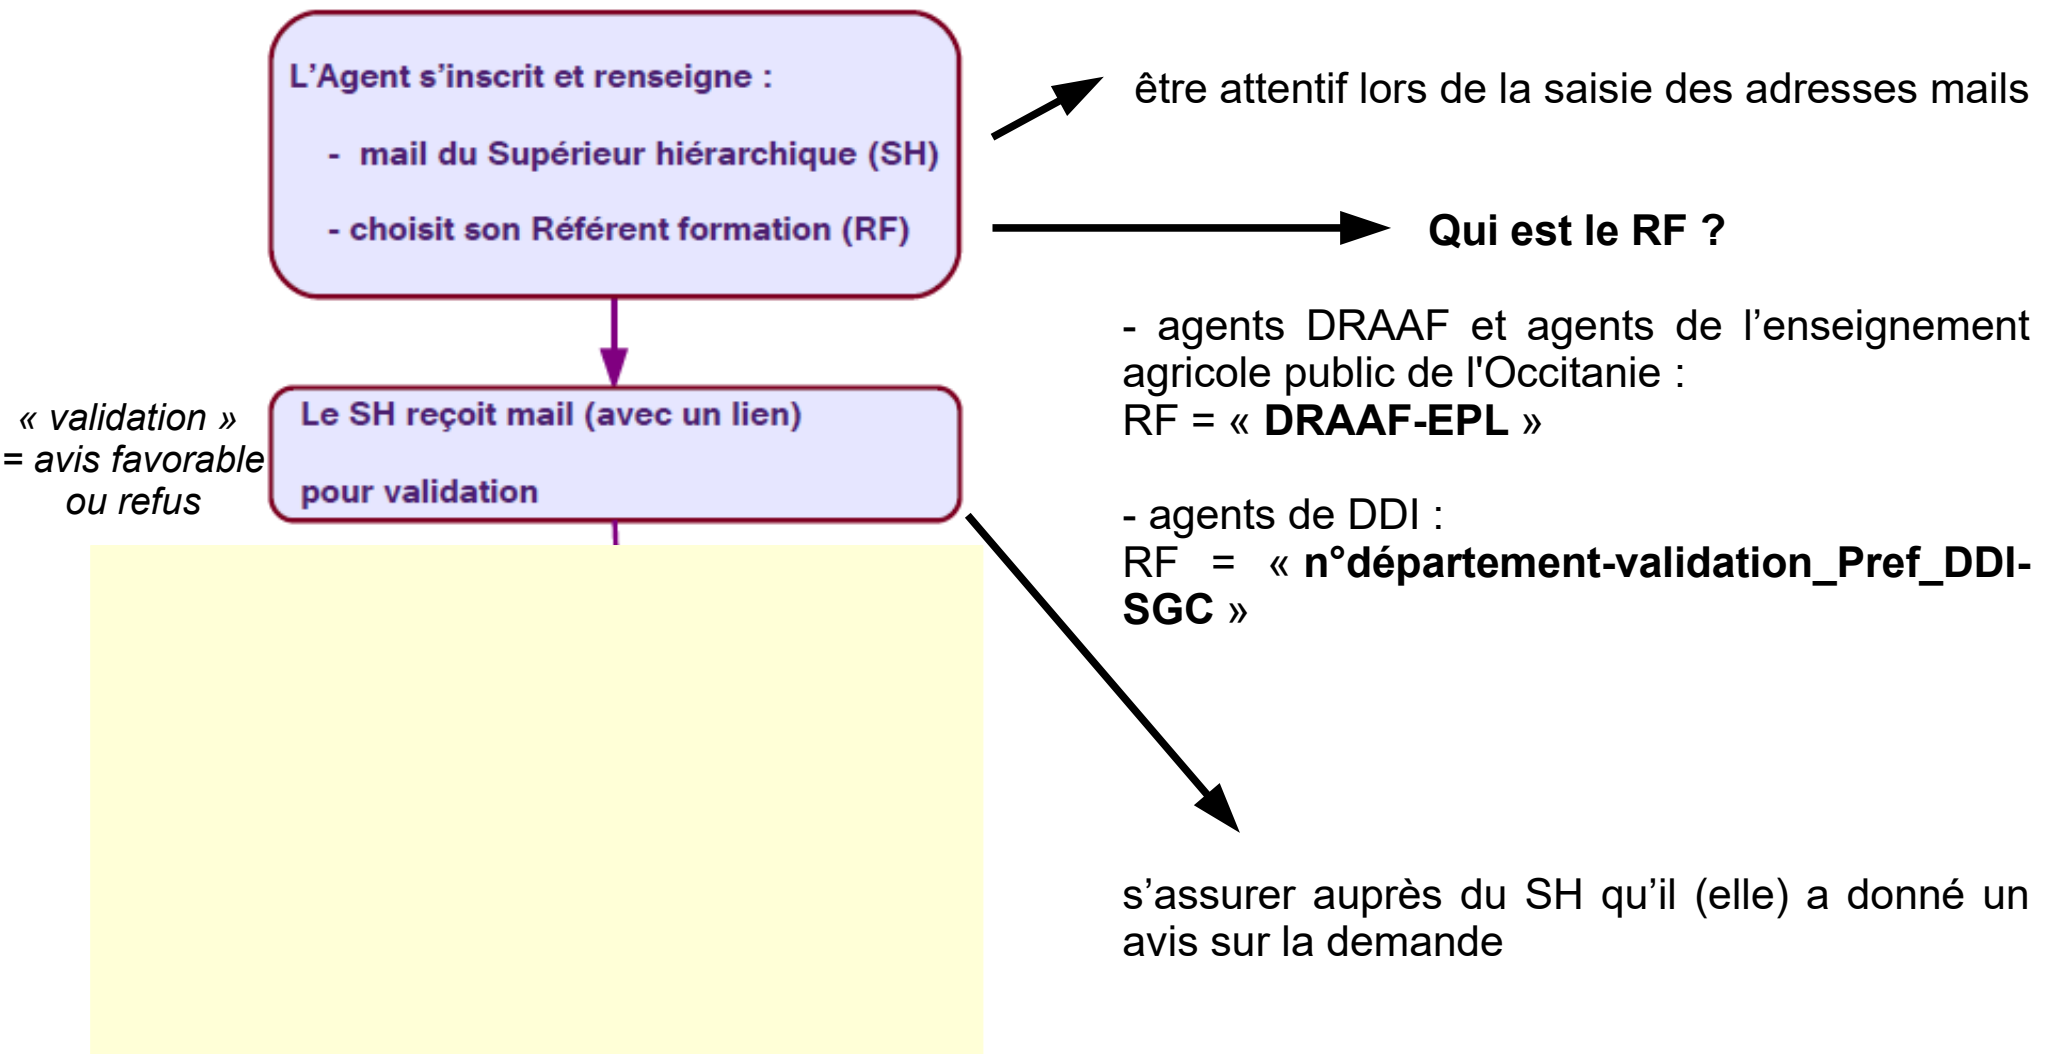 L’Agent s’inscrit et renseigne :
- mail du Supérieur hiérarchique (SH)
- choisit son Référent formation (RF)
être attentif lors de la saisie des adresses mails
Qui est le RF ?
- agents DRAAF et agents de l’enseignement
agricole public de l'Occitanie :
RF = « DRAAF-EPL »
- agents de DDI :
RF = « n°département-validation_Pref_DDI-
SGC »
« validation »
= avis favorable
ou refus
Le SH reçoit mail (avec un lien)
pour validation
s’assurer auprès du SH qu’il (elle) a donné un
avis sur la demande